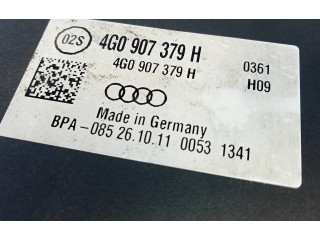 02S 4G0 907 379 H
4G0 907 379 H 0361
H09
Made in Germany
BPA-085 26.10.11 0053 1341